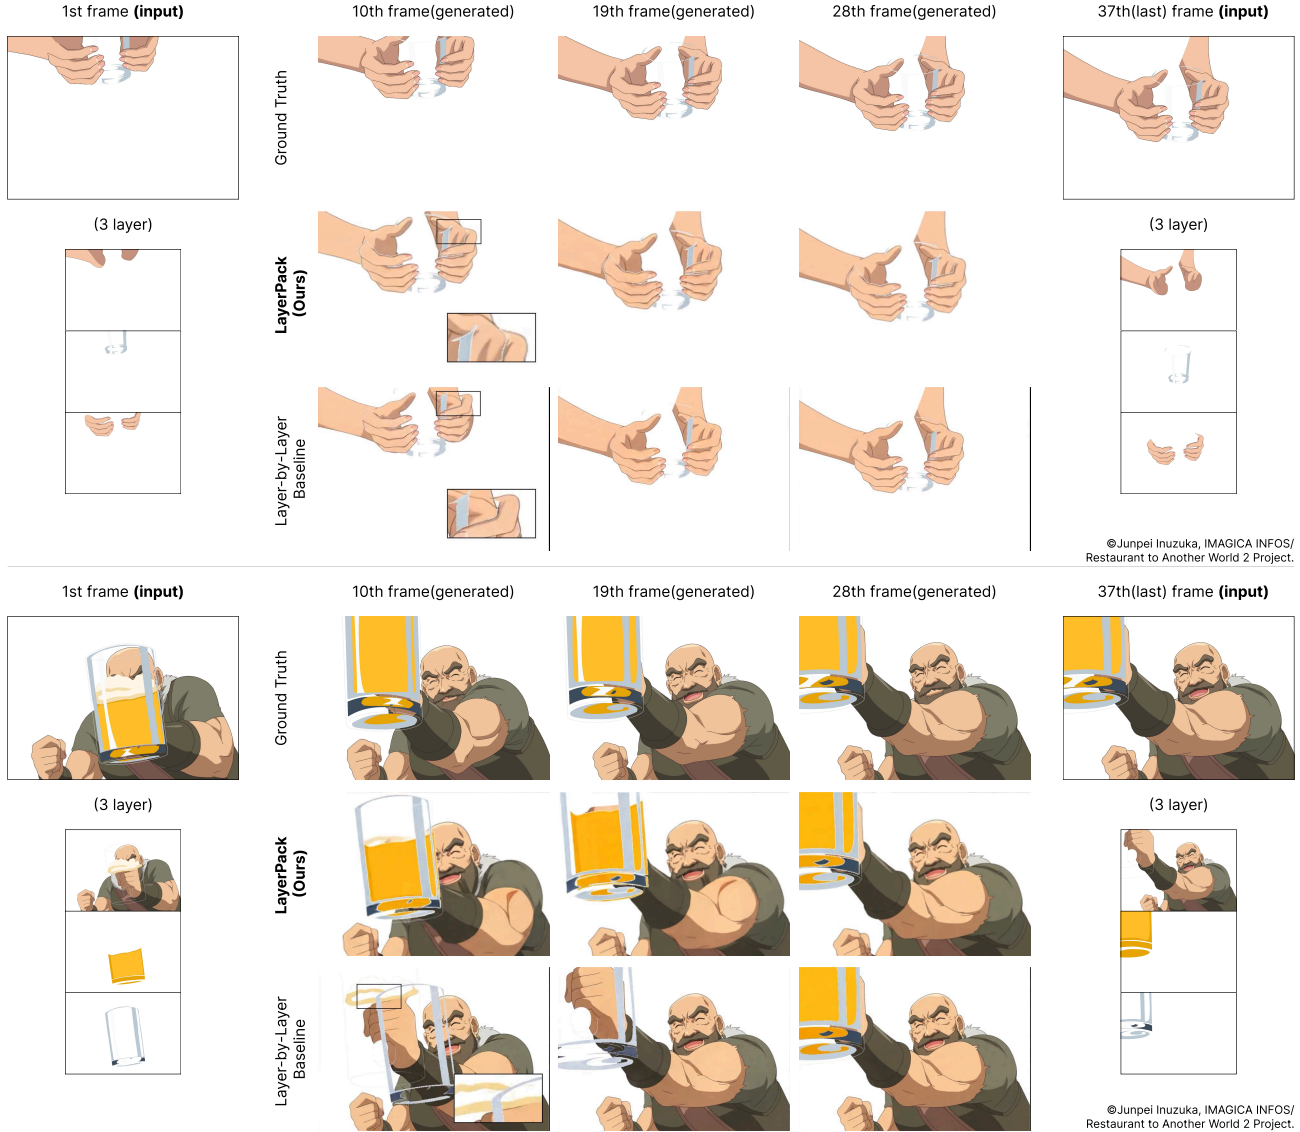 1st frame (input)
10th frame(generated)
19th frame(generated)
28th frame(generated)
37th(last) frame (input)
Ground Truth
(3 layer)
(3 layer)
LayerPack
(Ours)
Layer-by-Layer
Baseline
©Junpei Inuzuka, IMAGICA INFOS/
Restaurant to Another World 2 Project.
1st frame (input)
10th frame(generated)
19th frame(generated)
28th frame(generated)
37th(last) frame (input)
Ground Truth
(3 layer)
(3 layer)
LayerPack
(Ours)
Layer-by-Layer
Baseline
©Junpei Inuzuka, IMAGICA INFOS/
Restaurant to Another World 2 Project.